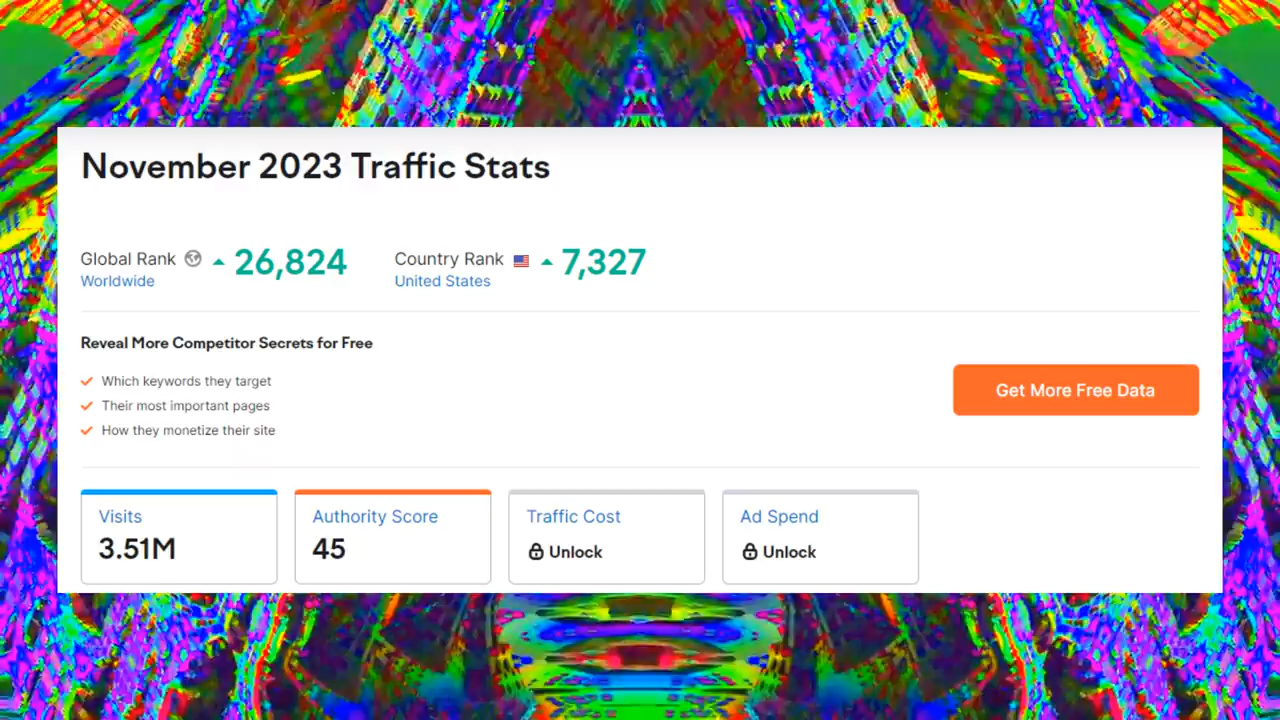 November 2023 Traffic Stats
Global Rank 26,824
Worldwide
Country Rank 7,327
United States
Reveal More Competitor Secrets for Free
Which keywords they target
Their most important pages
How they monetize their site
Get More Free Data
Visits
3.51M
Authority Score
45
Traffic Cost
Unlock
Ad Spend
Unlock